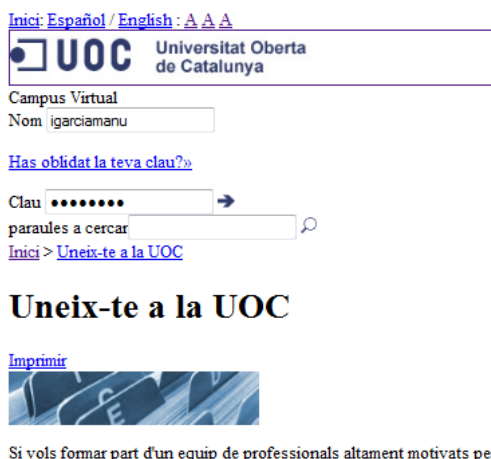 Inici: Español / English : A A A
UOC Universitat Oberta
de Catalunya
Campus Virtual
Nom igarciamanu
Has oblidat la teva clau?»
Clau ••••••••
paraules a cercar
Inici > Uneix-te a la UOC
Uneix-te a la UOC
Imprimir
I C E D
Si vols formar part d'un equip de professionals altament motivats pe